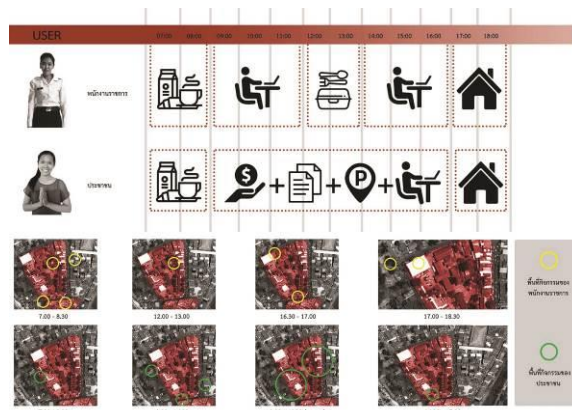 USER
07:00 08:00 09:00 10:00 11:00 12:00 13:00 14:00 15:00 16:00 17:00 18:00
พนักงานราชการ
ประชาชน
$
P
7.00 - 8.30
12.00 - 13.00
16.30 - 17.00
17.00 - 18.30
พื้นที่กิจกรรมของ
พนักงานราชการ
พื้นที่กิจกรรมของ
ประชาชน